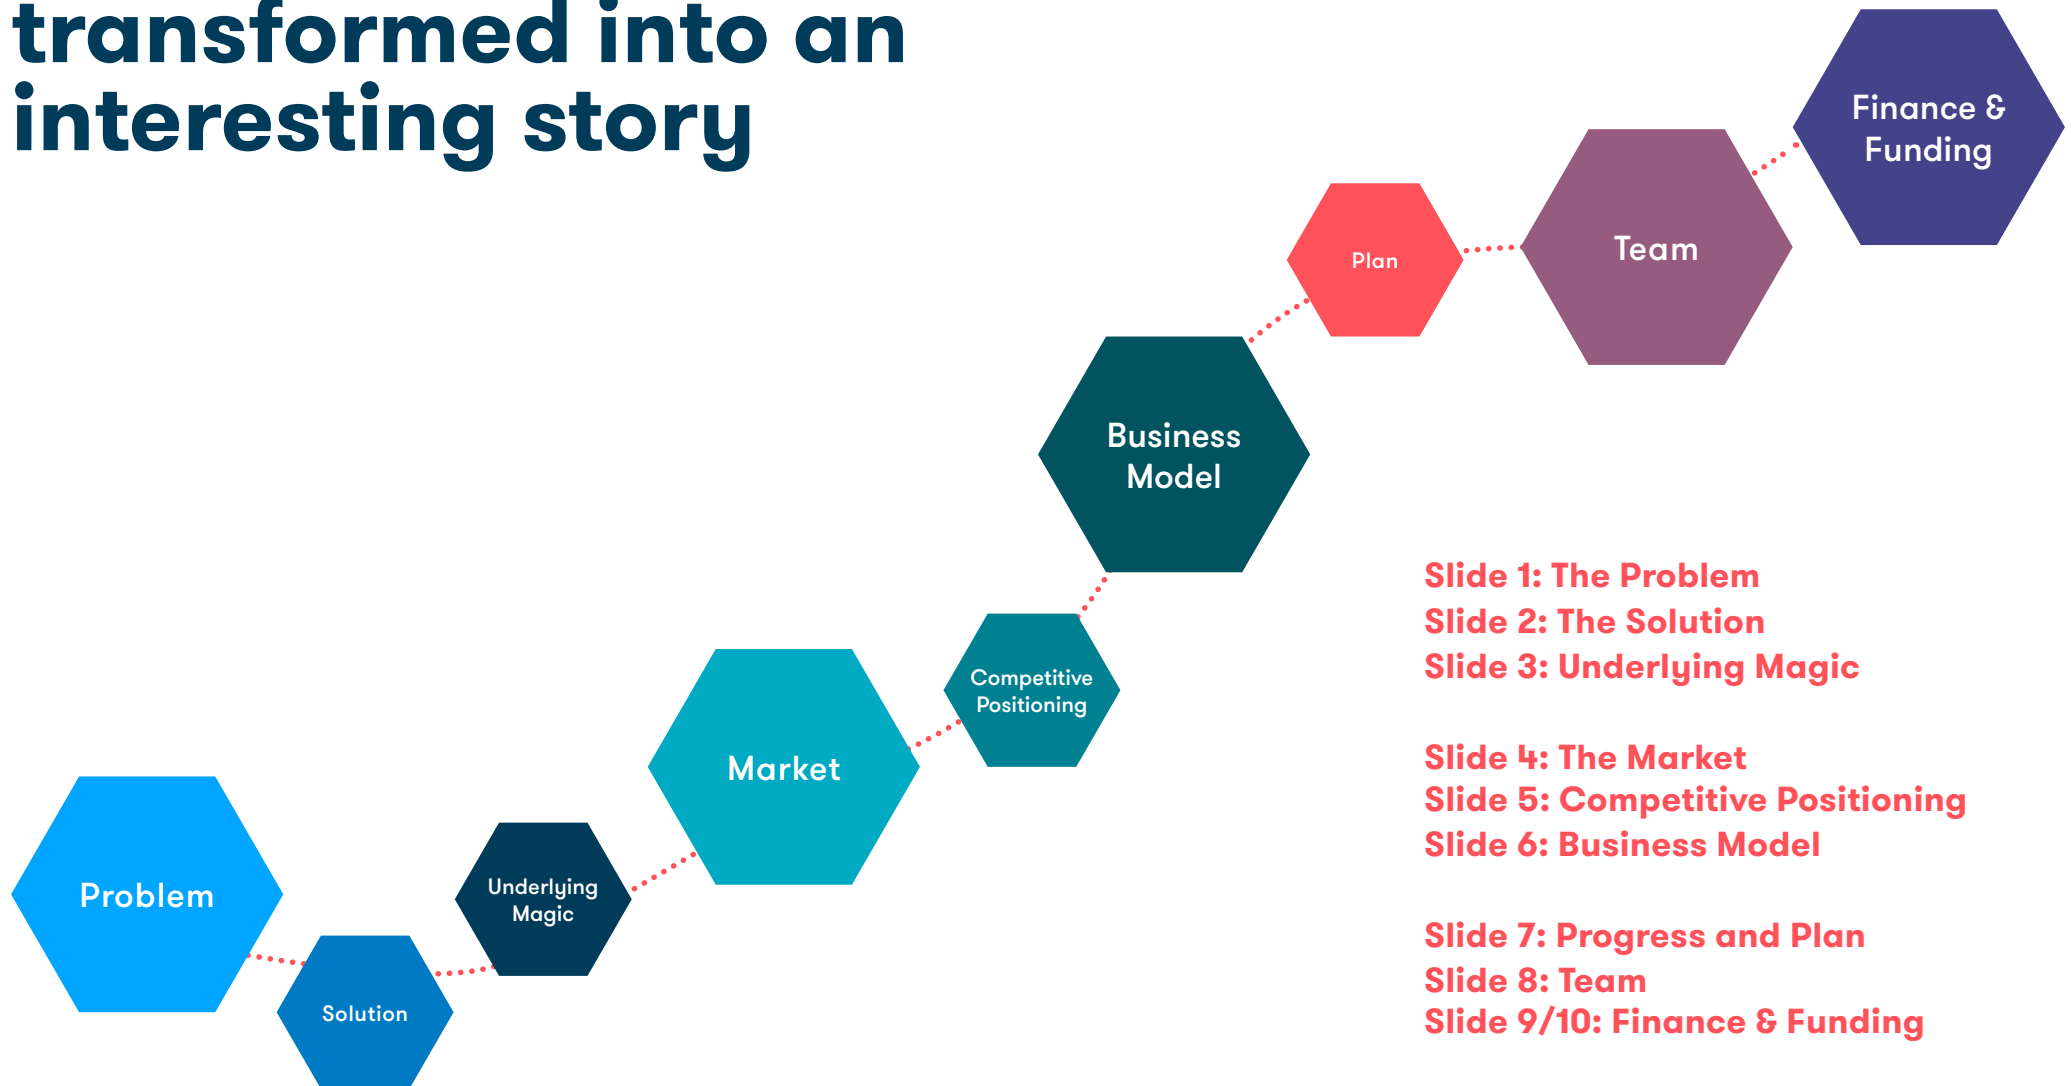 transformed into an
interesting story
Finance &
Funding
Team
Plan
Business
Model
Competitive
Positioning
Market
Underlying
Magic
Problem
Solution
Slide 1: The Problem
Slide 2: The Solution
Slide 3: Underlying Magic
Slide 4: The Market
Slide 5: Competitive Positioning
Slide 6: Business Model
Slide 7: Progress and Plan
Slide 8: Team
Slide 9/10: Finance & Funding